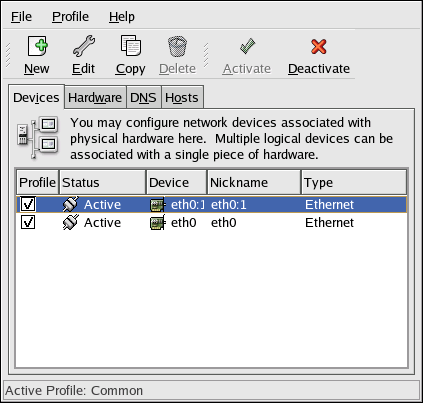 File Profile Help
New Edit Copy Delete Activate Deactivate
Devices Hardware DNS Hosts
You may configure network devices associated with
physical hardware here. Multiple logical devices can be
associated with a single piece of hardware.
Profile Status Device Nickname Type
Active eth0:1 eth0:1 Ethernet
Active eth0 eth0 Ethernet
Active Profile: Common